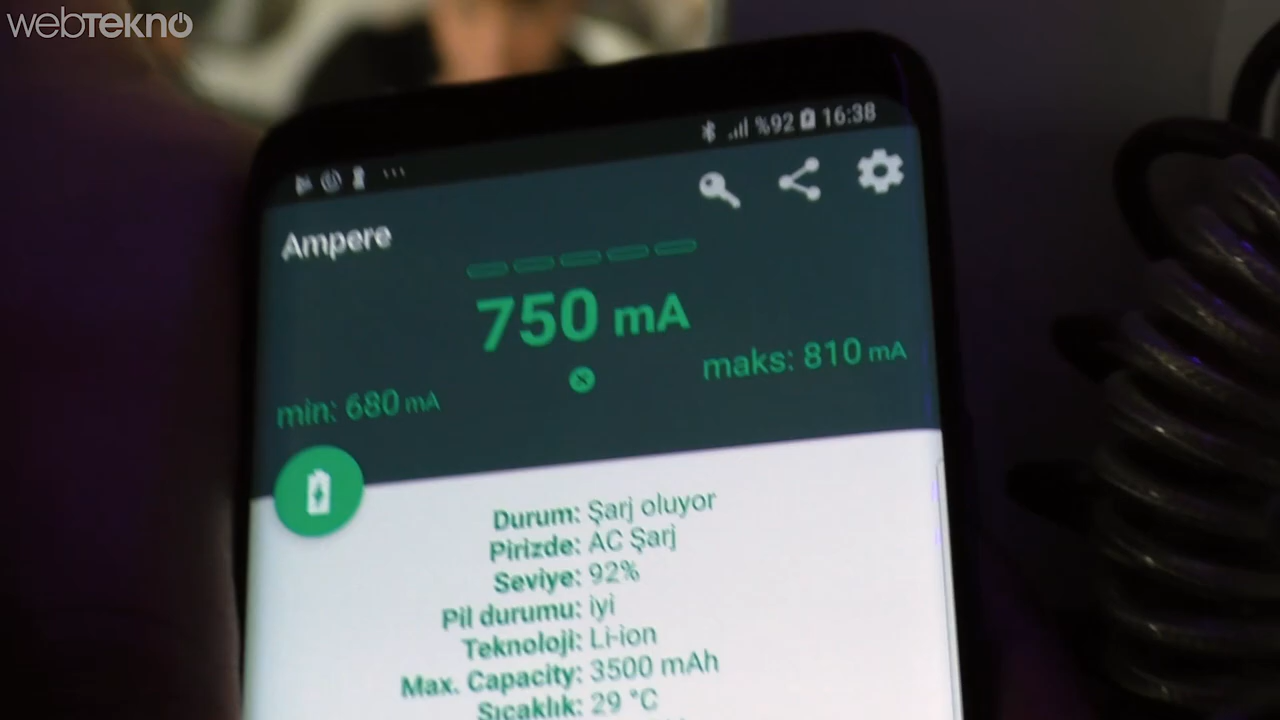 webtekno
%92 16:38
Ampere
750 mA
min: 680 mA
maks: 810 mA
Durum: Şarj oluyor
Pirizde: AC Şarj
Seviye: 92%
Pil durumu: iyi
Teknoloji: Li-ion
Max. Capacity: 3500 mAh
Sıcaklık: 29 °C